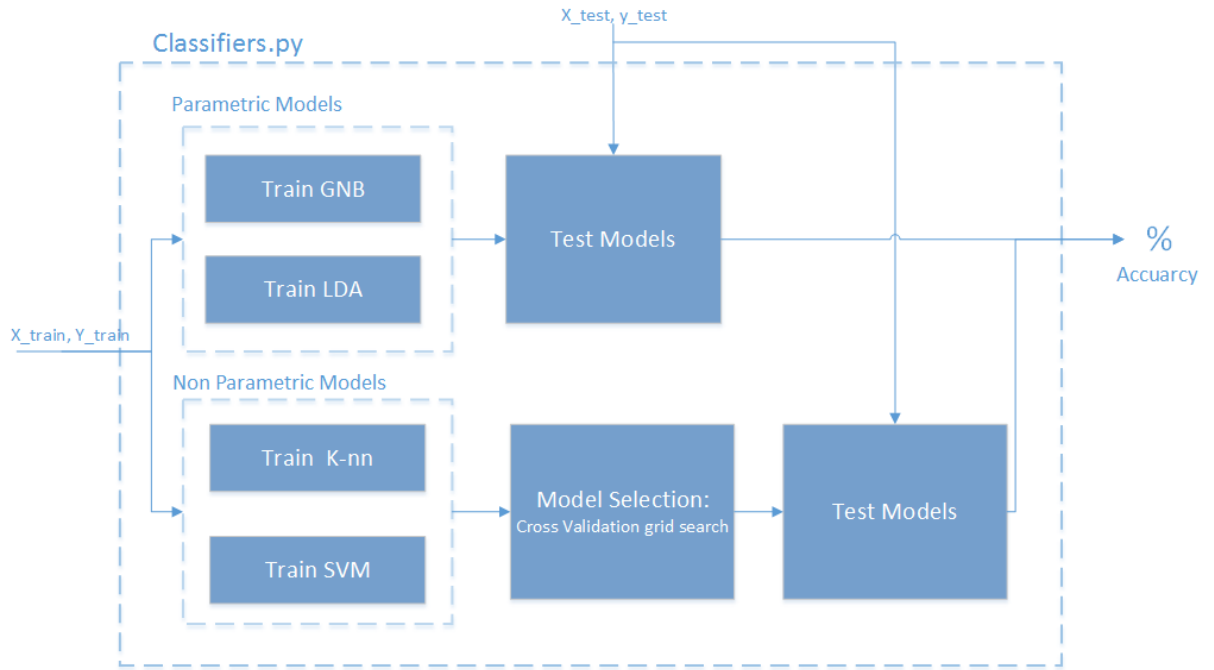 X_test, y_test
Classifiers.py
Parametric Models
Train GNB
Test Models
Train LDA
%
Accuarcy
X_train, Y_train
Non Parametric Models
Train K-nn
Model Selection:
Cross Validation grid search
Test Models
Train SVM